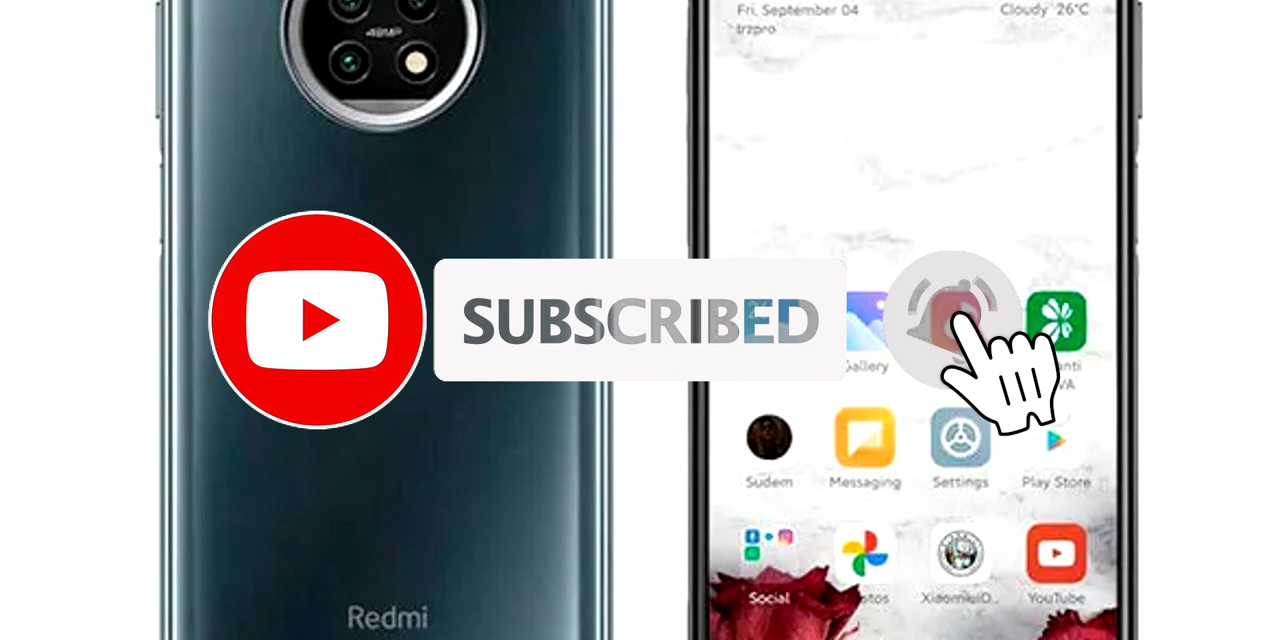 48MP
Redmi
SUBSCRIBED
Fri, September 04
Cloudy 26°C
trzpro
Gallery
Sudem
Messaging
Settings
Play Store
Social
YouTube